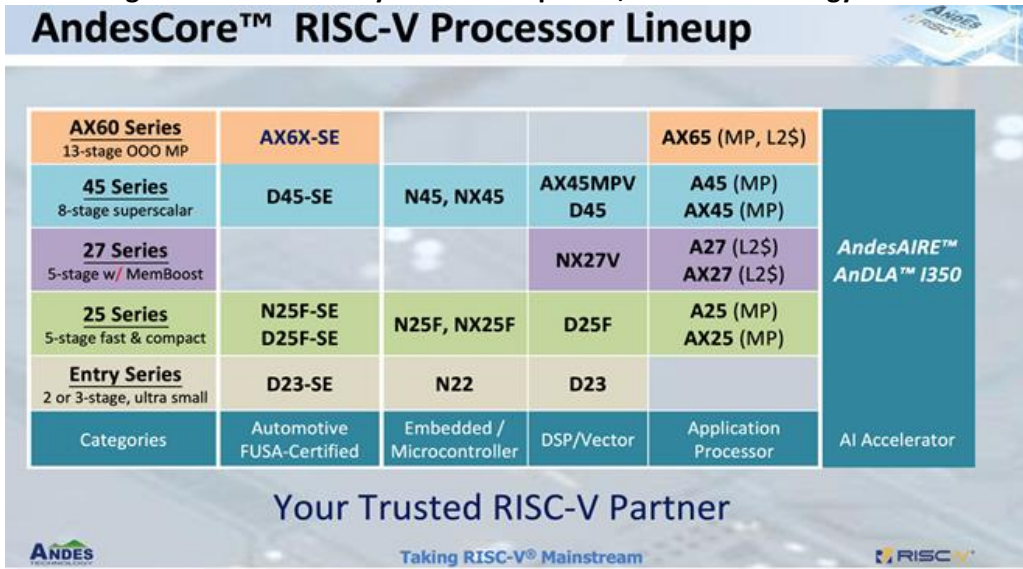 AndesCore™ RISC-V Processor Lineup
ANDES
RISC-V
AX60 Series
13-stage OOO MP
AX6X-SE
AX65 (MP, L2$)
45 Series
8-stage superscalar
D45-SE
N45, NX45
AX45MPV
D45
A45 (MP)
AX45 (MP)
27 Series
5-stage w/ MemBoost
NX27V
A27 (L2$)
AX27 (L2$)
25 Series
5-stage fast & compact
N25F-SE
D25F-SE
N25F, NX25F
D25F
A25 (MP)
AX25 (MP)
Entry Series
2 or 3-stage, ultra small
D23-SE
N22
D23
AndesAIRE™
AnDLA™ I350
Categories
Automotive
FUSA-Certified
Embedded /
Microcontroller
DSP/Vector
Application
Processor
AI Accelerator
Your Trusted RISC-V Partner
ANDES
TECHNOLOGY
Taking RISC-V® Mainstream
RISC-V